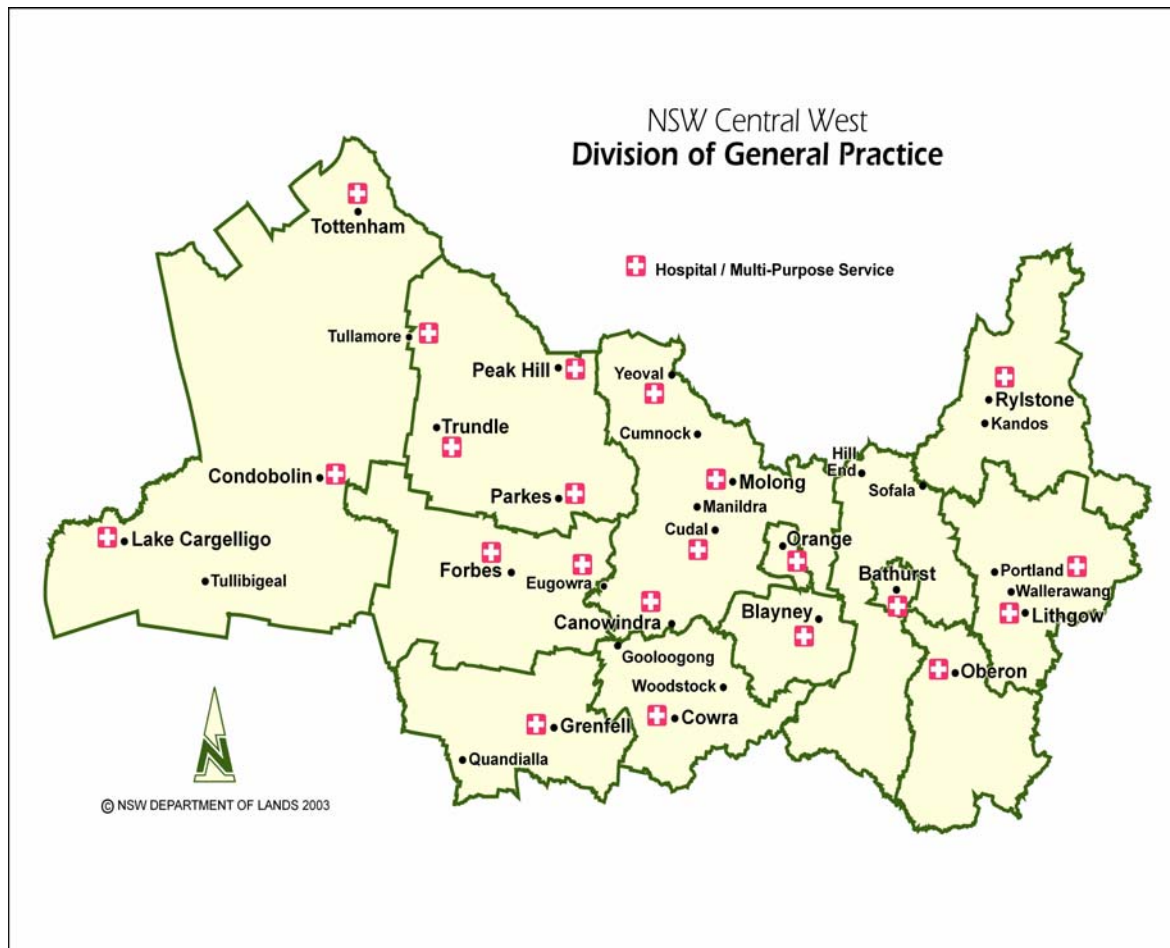 NSW Central West
Division of General Practice
Tottenham
Hospital / Multi-Purpose Service
Tullamore
Peak Hill
Yeoval
Rylstone
Kandos
Trundle
Cumnock
Hill
End
Condobolin
Molong
Sofala
Parkes
Manildra
Cudal
Lake Cargelligo
Orange
Forbes
Eugowra
Portland
Bathurst
Wallerawang
Tullibigeal
Canowindra
Blayney
Lithgow
Gooloogong
Oberon
Woodstock
Cowra
Grenfell
Quandialla
N
© NSW DEPARTMENT OF LANDS 2003